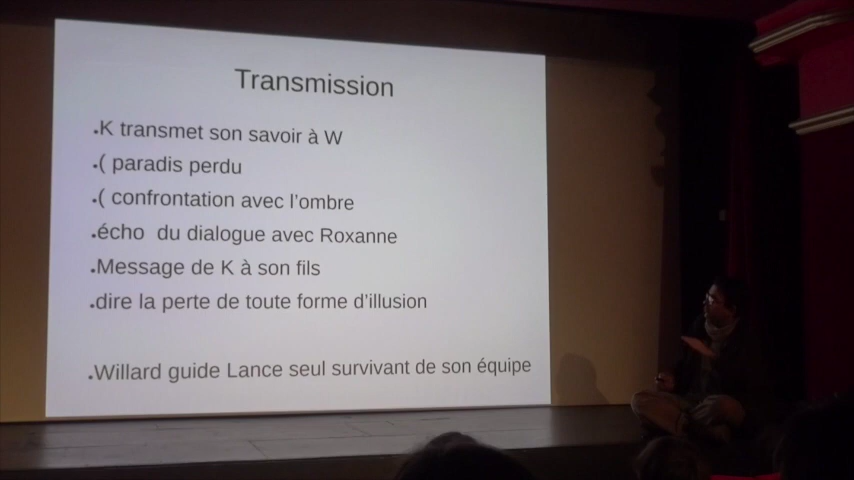 Transmission
.K transmet son savoir à W
.( paradis perdu
.( confrontation avec l’ombre
.écho  du dialogue avec Roxanne
.Message de K à son fils
.dire la perte de toute forme d’illusion
.Willard guide Lance seul survivant de son équipe